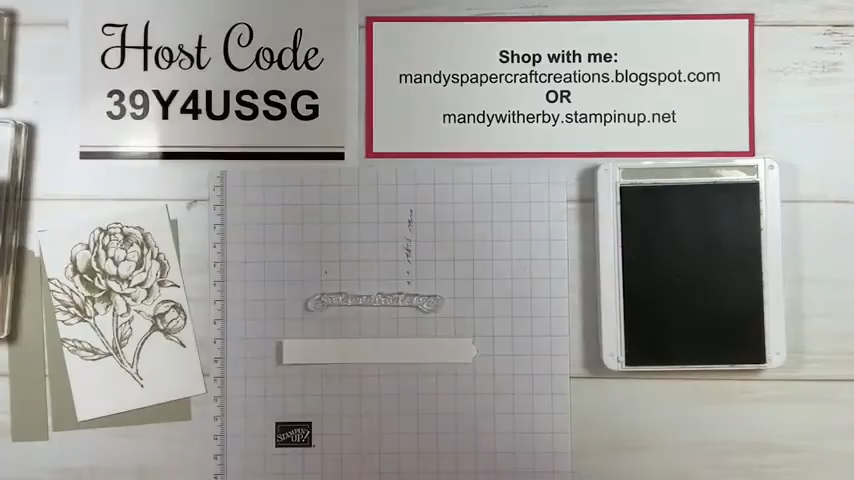 Host Code
39Y4USSG
Shop with me:
mandyspapercraftcreations.blogspot.com
OR
mandywitherby.stampinup.net
STAMPIN' UP!